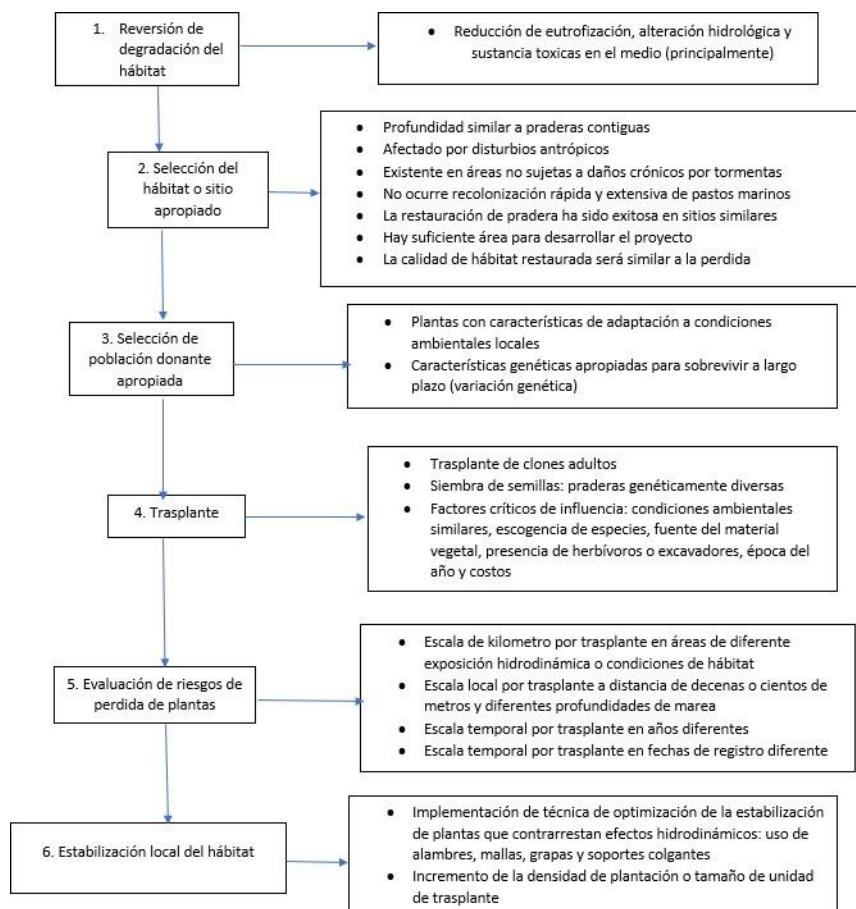 1. Reversión de
degradación del
hábitat
• Reducción de eutrofización, alteración hidrológica y
sustancia toxicas en el medio (principalmente)
2. Selección del
hábitat o sitio
apropiado
• Profundidad similar a praderas contiguas
• Afectado por disturbios antrópicos
• Existente en áreas no sujetas a daños crónicos por tormentas
• No ocurre recolonización rápida y extensiva de pastos marinos
• La restauración de pradera ha sido exitosa en sitios similares
• Hay suficiente área para desarrollar el proyecto
• La calidad de hábitat restaurada será similar a la perdida
3. Selección de
población donante
apropiada
• Plantas con características de adaptación a condiciones
ambientales locales
• Características genéticas apropiadas para sobrevivir a largo
plazo (variación genética)
4. Trasplante
• Trasplante de clones adultos
• Siembra de semillas: praderas genéticamente diversas
• Factores críticos de influencia: condiciones ambientales
similares, escogencia de especies, fuente del material
vegetal, presencia de herbívoros o excavadores, época del
año y costos
5. Evaluación de riesgos de
perdida de plantas
• Escala de kilometro por trasplante en áreas de diferente
exposición hidrodinámica o condiciones de hábitat
• Escala local por trasplante a distancia de decenas o cientos de
metros y diferentes profundidades de marea
• Escala temporal por trasplante en años diferentes
• Escala temporal por trasplante en fechas de registro diferente
6. Estabilización local del hábitat
• Implementación de técnica de optimización de la estabilización
de plantas que contrarrestan efectos hidrodinámicos: uso de
alambres, mallas, grapas y soportes colgantes
• Incremento de la densidad de plantación o tamaño de unidad
de trasplante